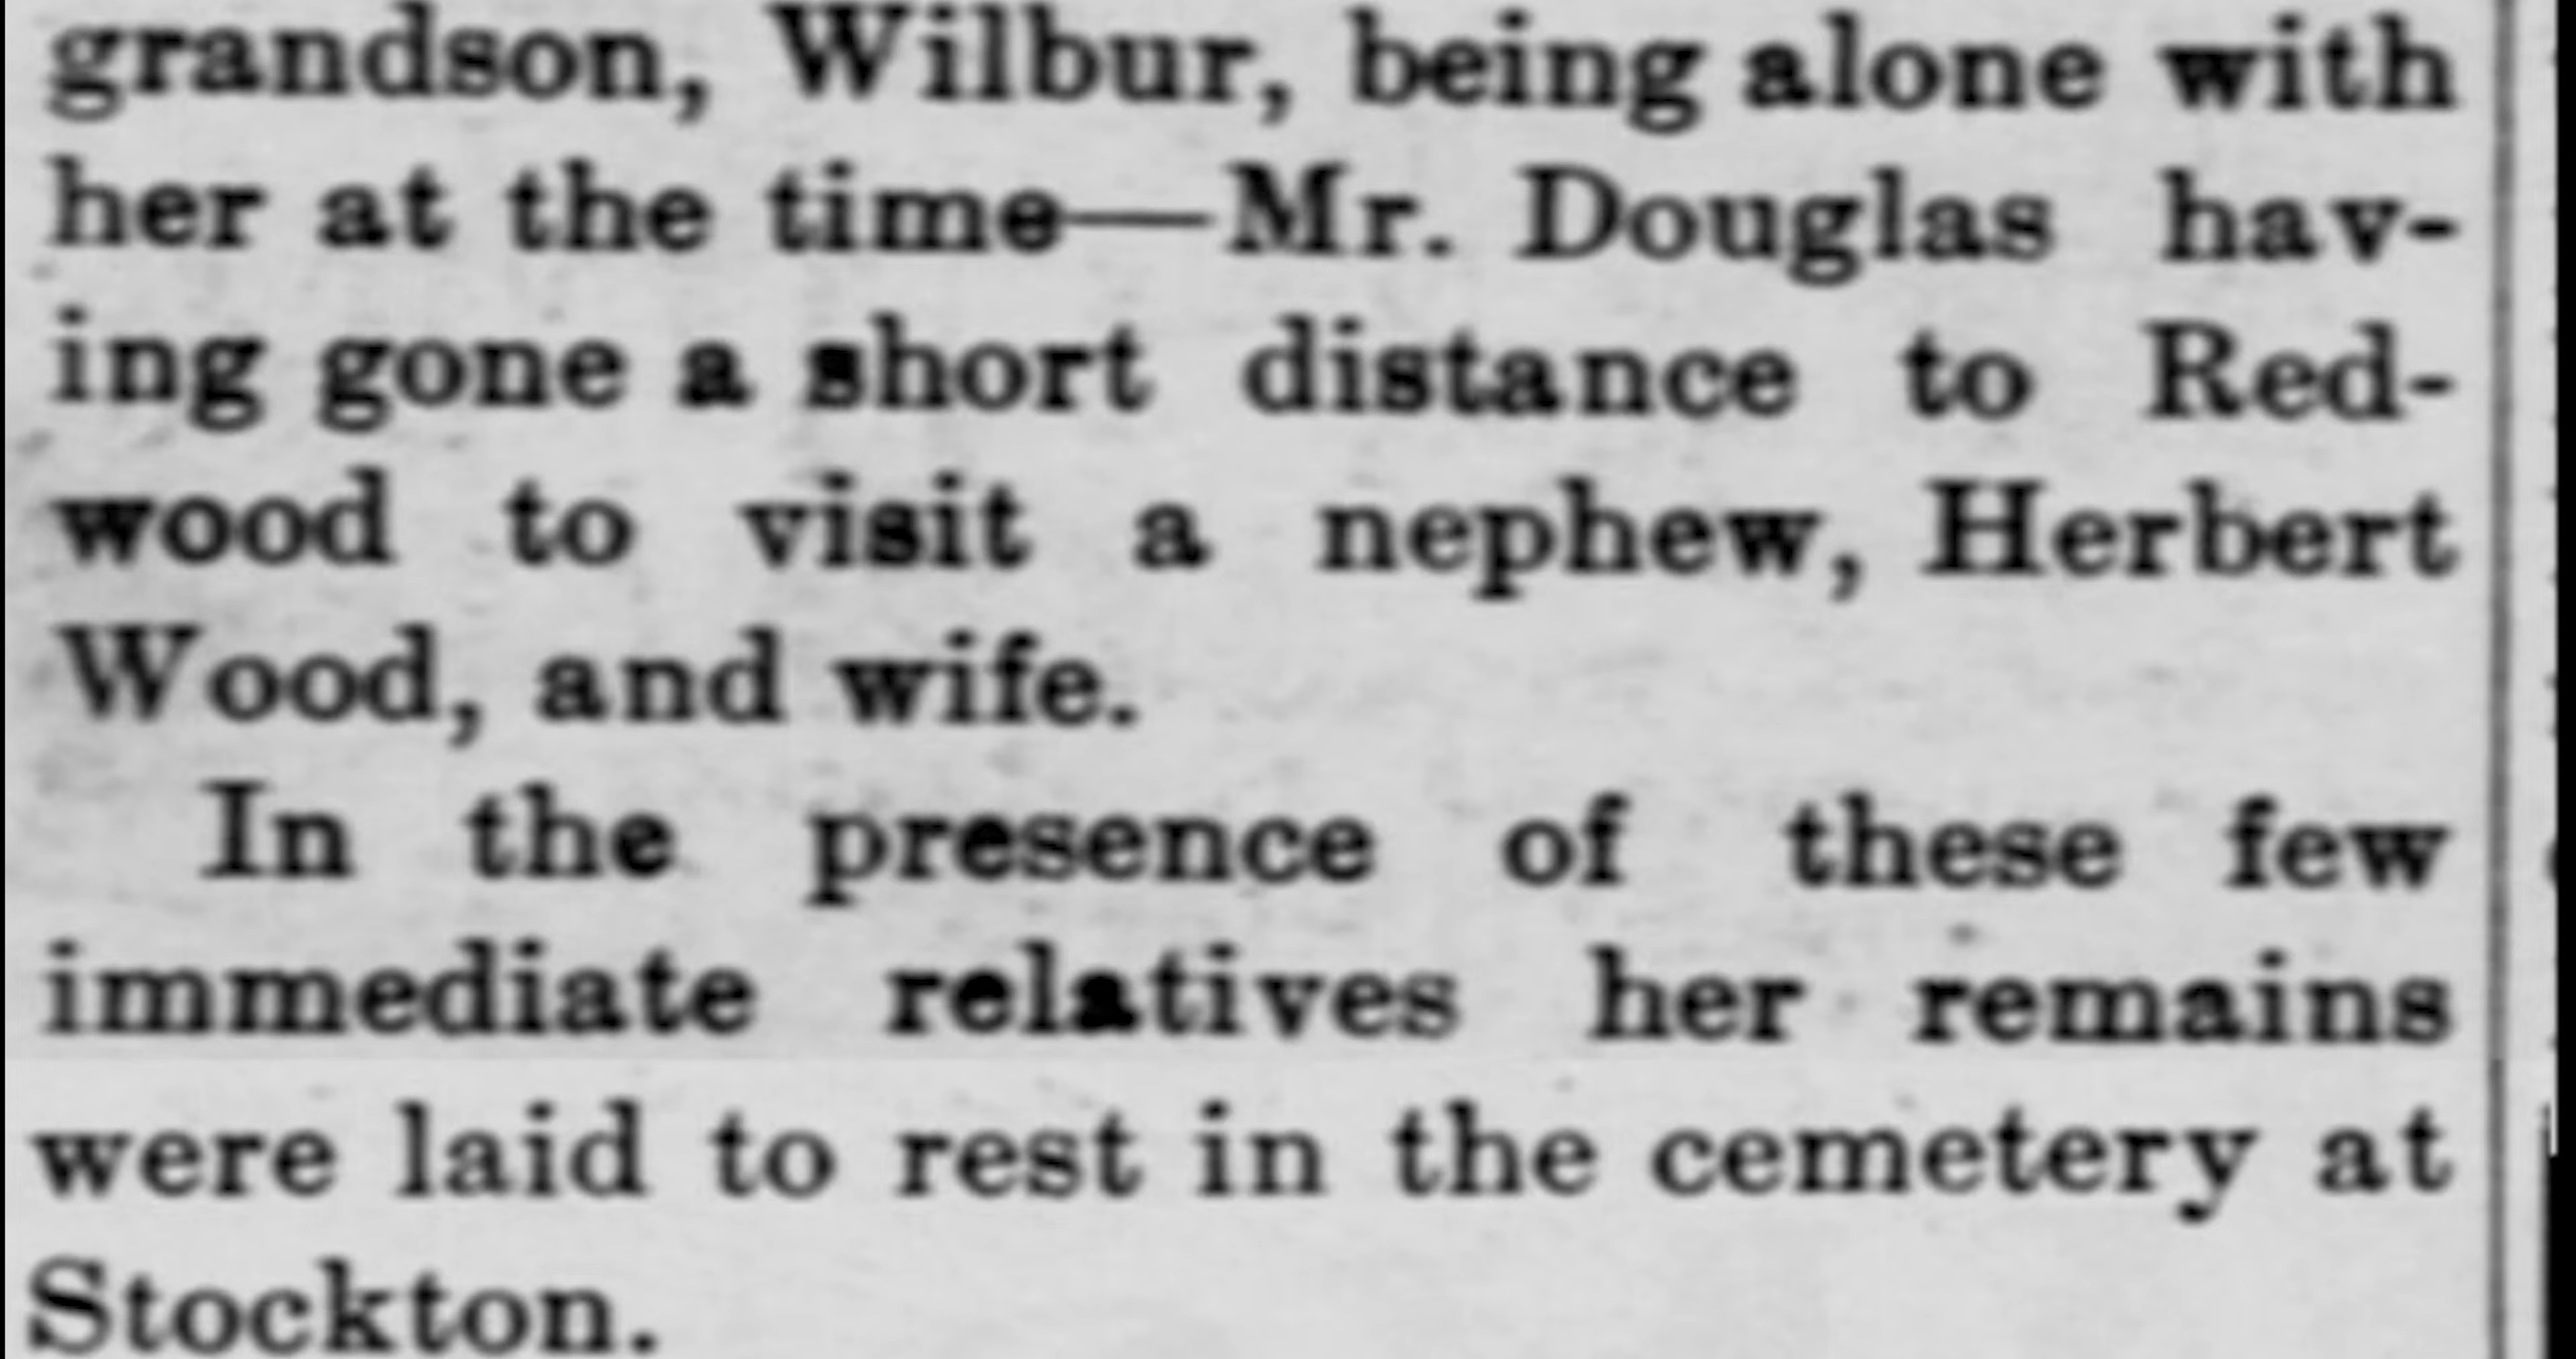 grandson, Wilbur, being alone with
her at the time—Mr. Douglas hav-
ing gone a short distance to Red-
wood to visit a nephew, Herbert
Wood, and wife.
In the presence of these few
immediate relatives her remains
were laid to rest in the cemetery at
Stockton.